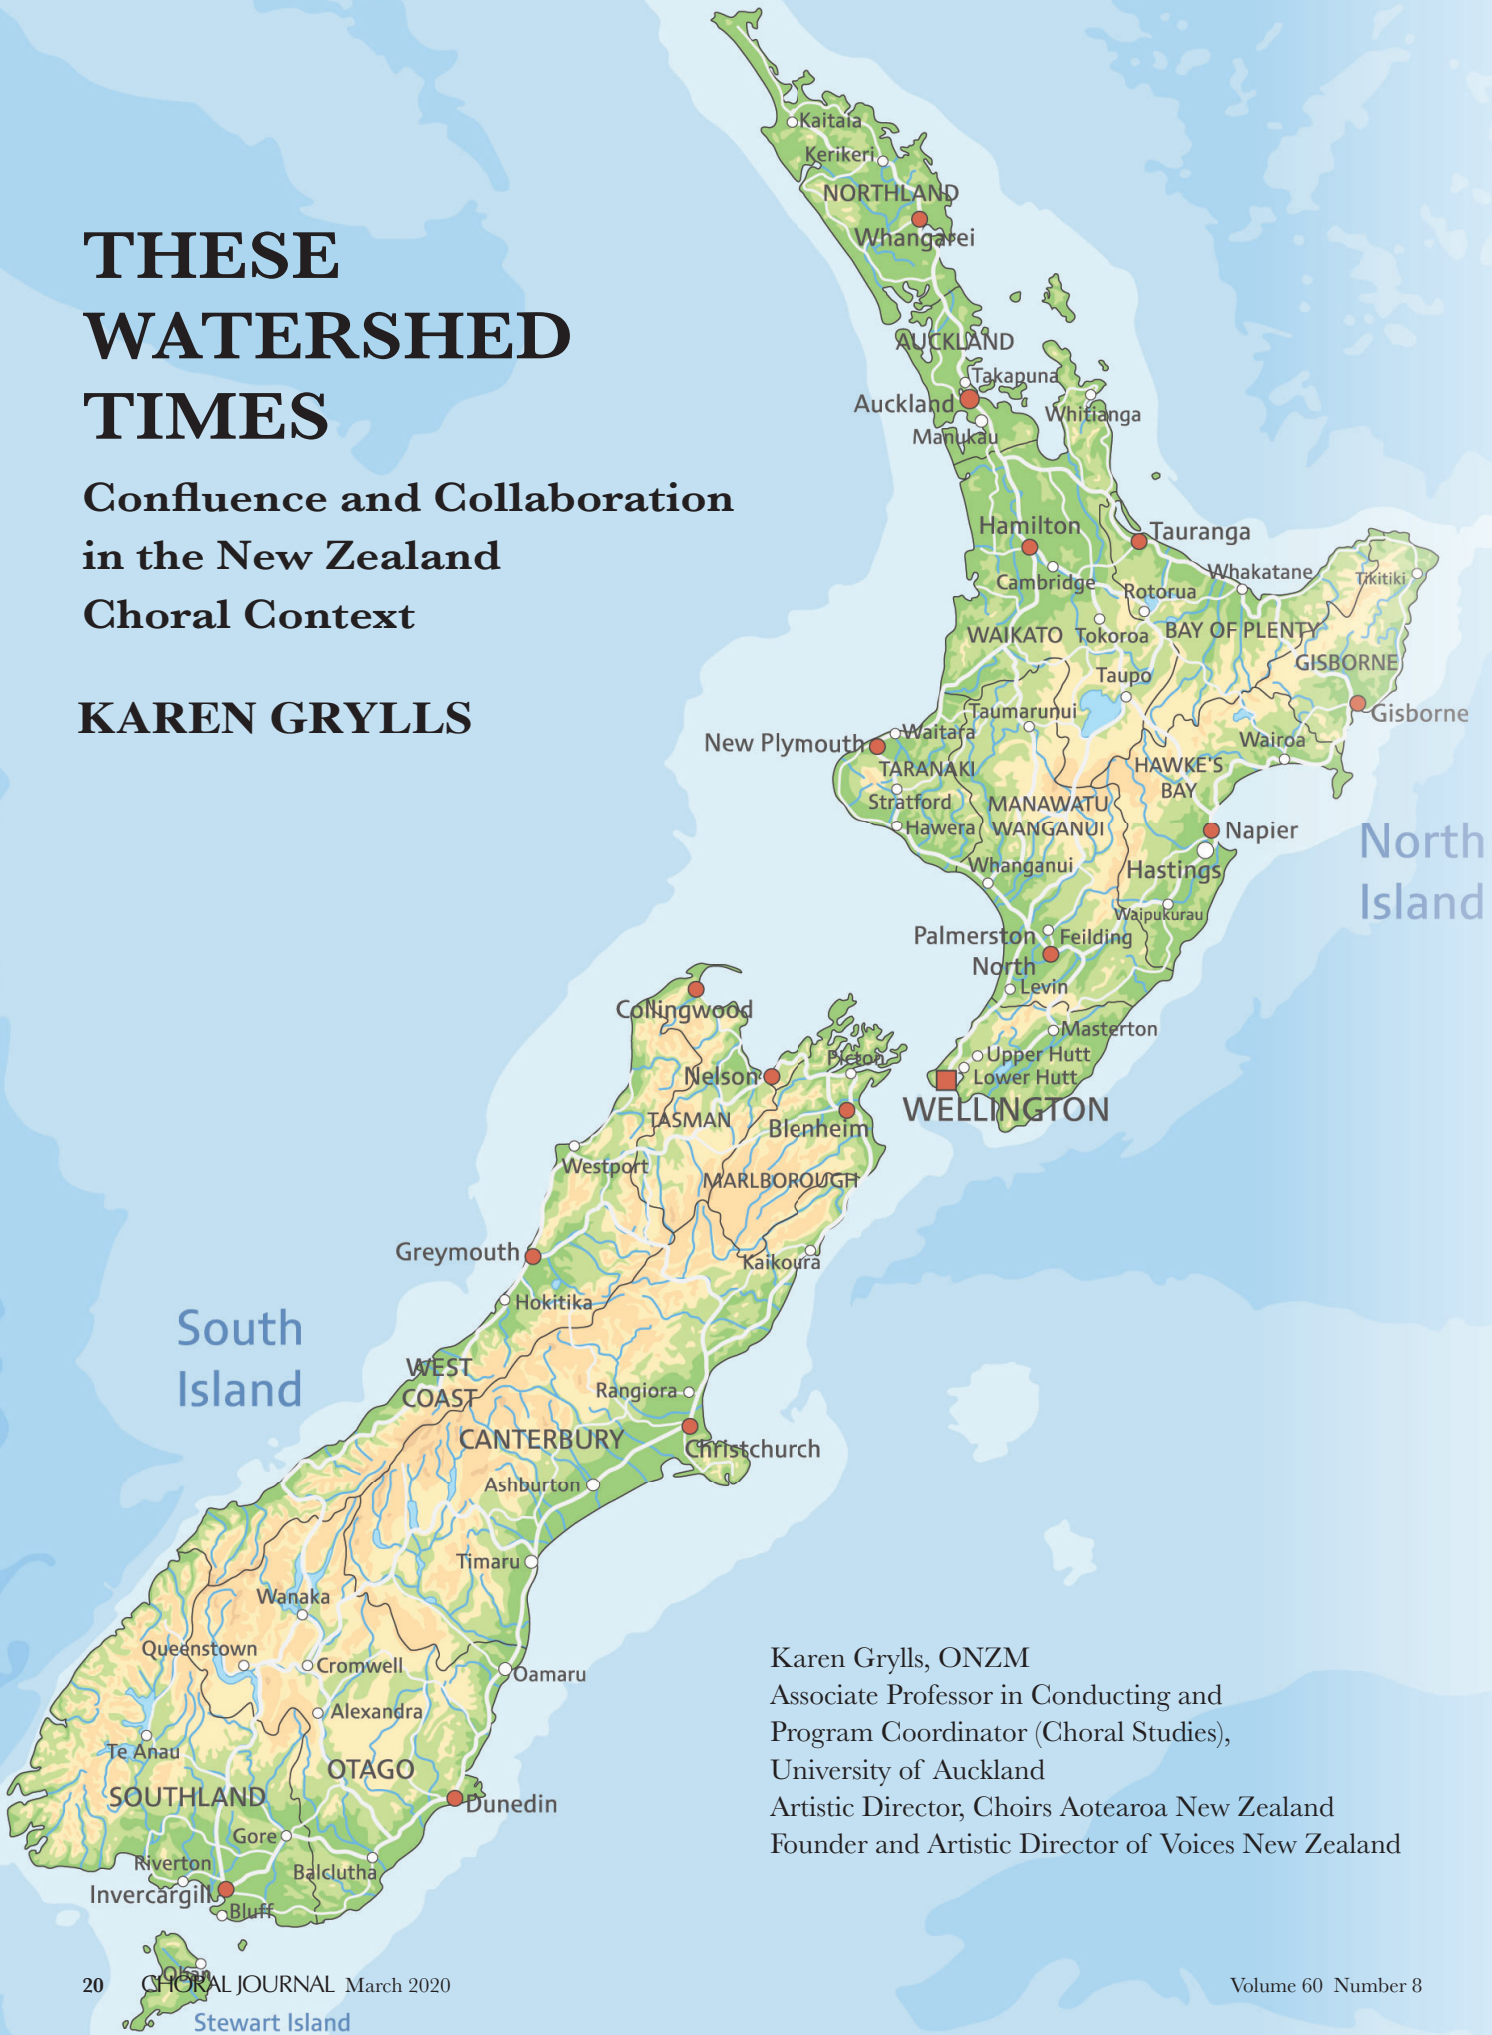 THESE
WATERSHED
TIMES
Confluence and Collaboration
in the New Zealand
Choral Context
KAREN GRYLLS
Kaitaia
Kerikeri
NORTHLAND
Whangarei
AUCKLAND
Takapuna
Auckland
Whitianga
Manukau
Hamilton
Tauranga
Cambridge
Whakatane
Tikitiki
Rotorua
WAIKATO
Tokoroa
BAY OF PLENTY
GISBORNE
Taupo
Taumarunui
Gisborne
Waitara
New Plymouth
Wairoa
TARANAKI
HAWKE'S
BAY
Stratford
MANAWATU
WANGANUI
Hawera
Napier
North
Island
Whanganui
Hastings
Waipukurau
Palmerston
North
Feilding
Levin
Masterton
Upper Hutt
Lower Hutt
WELLINGTON
Collingwood
Picton
Nelson
TASMAN
Blenheim
Westport
MARLBOROUGH
Greymouth
Kaikoura
Hokitika
South
Island
WEST
COAST
Rangiora
CANTERBURY
Christchurch
Ashburton
Timaru
Wanaka
Queenstown
Cromwell
Oamaru
Alexandra
Te Anau
OTAGO
SOUTHLAND
Dunedin
Gore
Riverton
Balclutha
Invercargill
Bluff
Oban
Stewart Island
Karen Grylls, ONZM
Associate Professor in Conducting and
Program Coordinator (Choral Studies),
University of Auckland
Artistic Director, Choirs Aotearoa New Zealand
Founder and Artistic Director of Voices New Zealand
20 CHORAL JOURNAL March 2020
Volume 60 Number 8